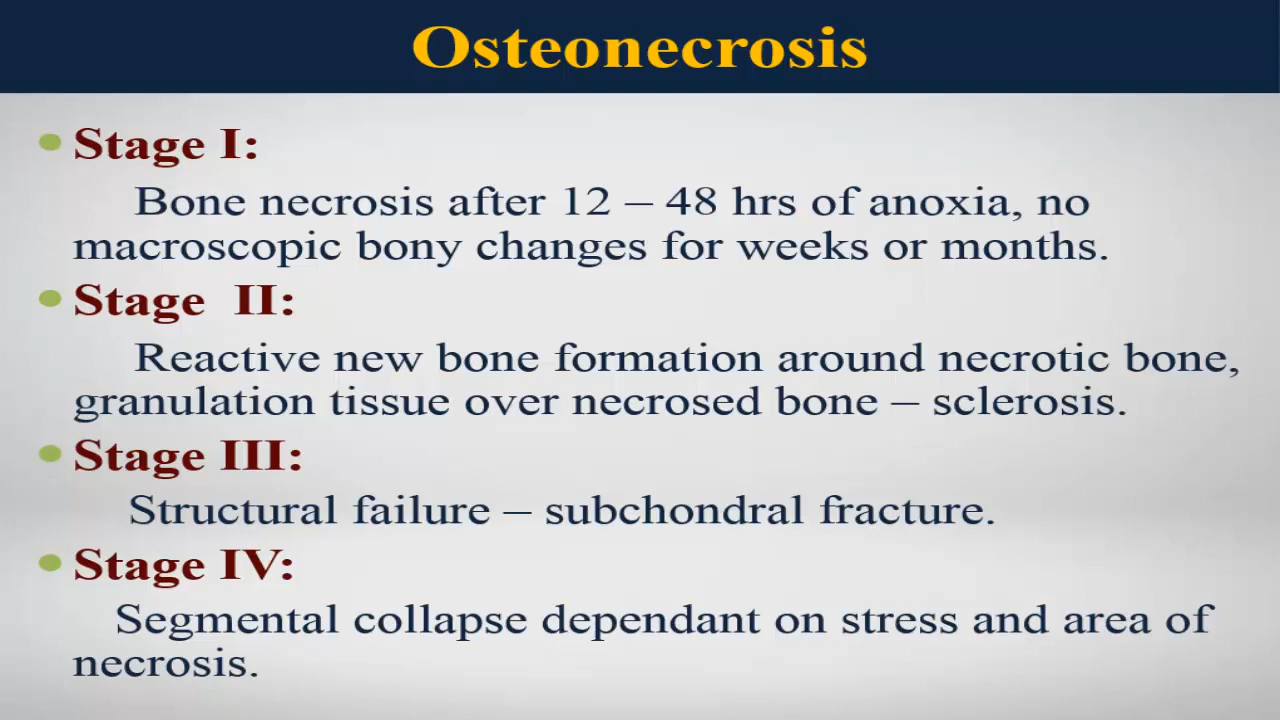 Osteonecrosis
• Stage I:
Bone necrosis after 12 – 48 hrs of anoxia, no
macroscopic bony changes for weeks or months.
• Stage II:
Reactive new bone formation around necrotic bone,
granulation tissue over necrosed bone – sclerosis.
• Stage III:
Structural failure – subchondral fracture.
• Stage IV:
Segmental collapse dependant on stress and area of
necrosis.